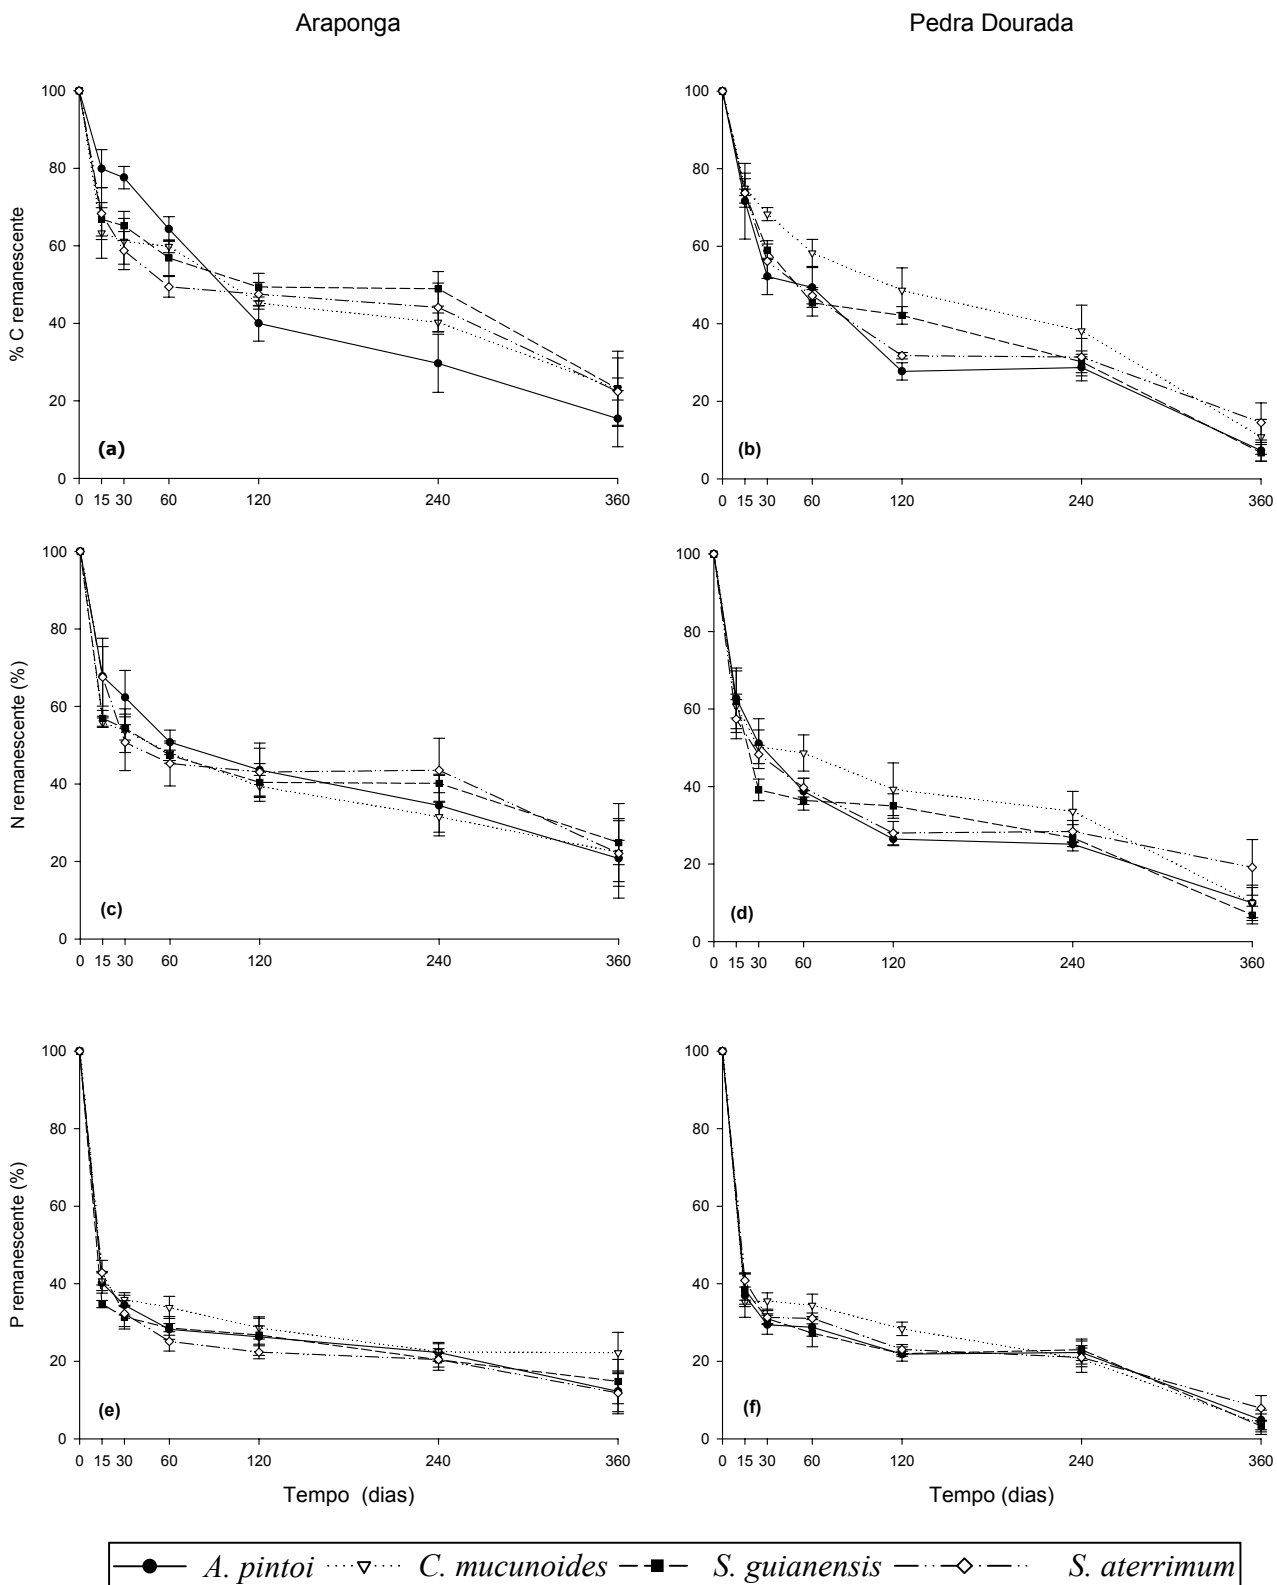 Araponga
Pedra Dourada
% C remanescente
100
80
60
40
20
0
(a)
0 15 30 60 120 240 360
100
80
60
40
20
0
(b)
0 15 30 60 120 240 360
N remanescente (%)
100
80
60
40
20
0
(c)
0 15 30 60 120 240 360
100
80
60
40
20
0
(d)
0 15 30 60 120 240 360
P remanescente (%)
100
80
60
40
20
0
(e)
0 15 30 60 120 240 360
Tempo (dias)
100
80
60
40
20
0
(f)
0 15 30 60 120 240 360
Tempo (dias)
A. pintoi C. mucunoides S. guianensis S. aterrimum